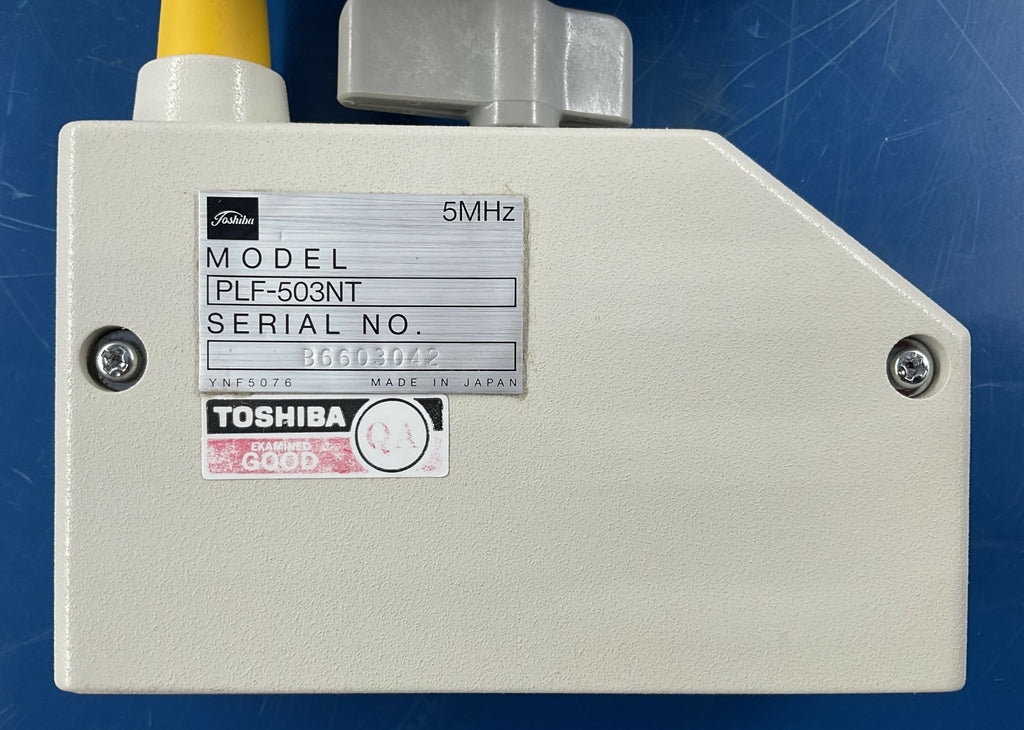 Toshiba
5MHz
MODEL
PLF-503NT
SERIAL NO.
B6603042
YNF5076 MADE IN JAPAN
TOSHIBA
EXAMINED
GOOD
QA